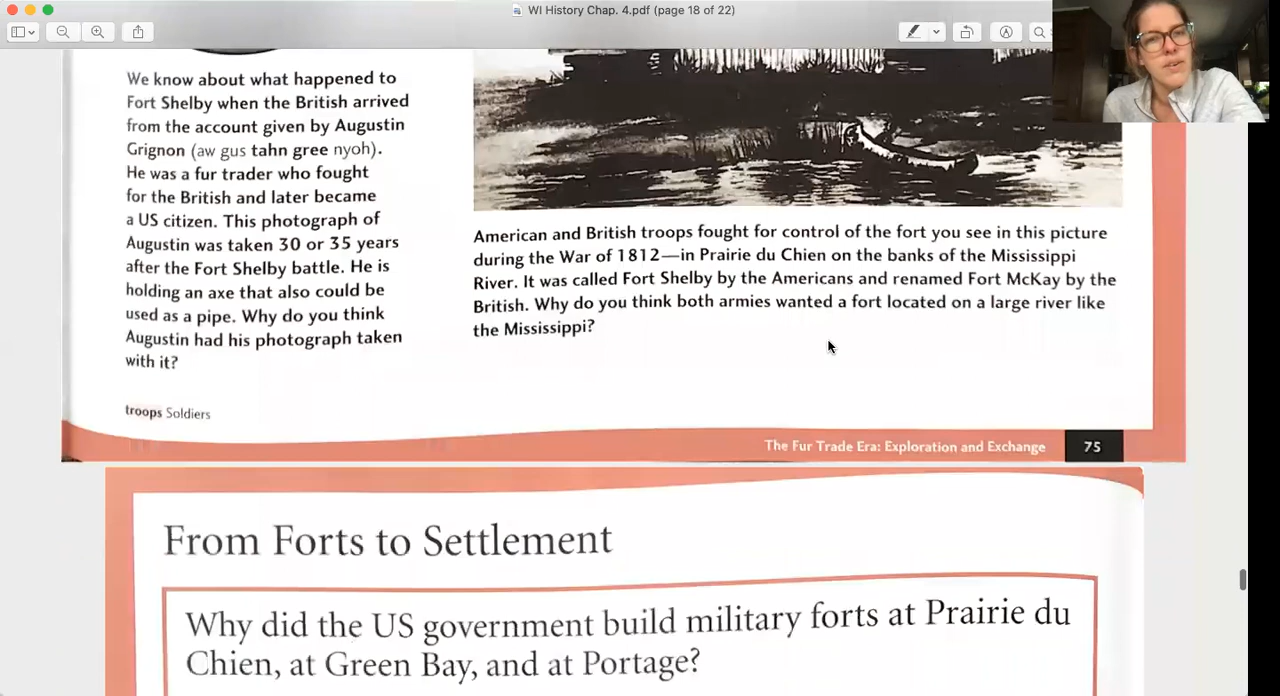 WI History Chap. 4.pdf (page 18 of 22)
We know about what happened to
Fort Shelby when the British arrived
from the account given by Augustin
Grignon (aw gus tahn gree nyoh).
He was a fur trader who fought
for the British and later became
a US citizen. This photograph of
Augustin was taken 30 or 35 years
after the Fort Shelby battle. He is
holding an axe that also could be
used as a pipe. Why do you think
Augustin had his photograph taken
with it?
troops Soldiers
American and British troops fought for control of the fort you see in this picture
during the War of 1812—in Prairie du Chien on the banks of the Mississippi
River. It was called Fort Shelby by the Americans and renamed Fort McKay by the
British. Why do you think both armies wanted a fort located on a large river like
the Mississippi?
The Fur Trade Era: Exploration and Exchange 75
From Forts to Settlement
Why did the US government build military forts at Prairie du
Chien, at Green Bay, and at Portage?